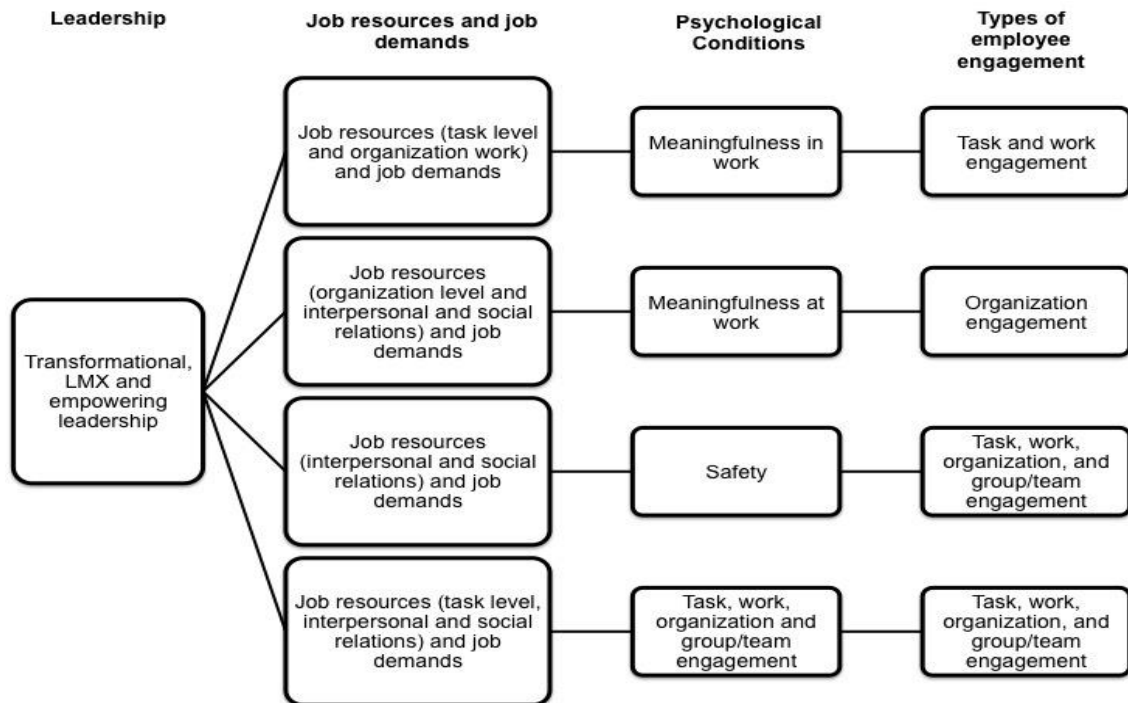 Leadership
Job resources and job
demands
Psychological
Conditions
Types of
employee
engagement
Transformational,
LMX and
empowering
leadership
Job resources (task level
and organization work)
and job demands
Meaningfulness in
work
Task and work
engagement
Job resources
(organization level and
interpersonal and social
relations) and job
demands
Meaningfulness at
work
Organization
engagement
Job resources
(interpersonal and social
relations) and job
demands
Safety
Task, work,
organization, and
group/team
engagement
Job resources (task level,
interpersonal and social
relations) and job
demands
Task, work,
organization and
group/team
engagement
Task, work,
organization, and
group/team
engagement